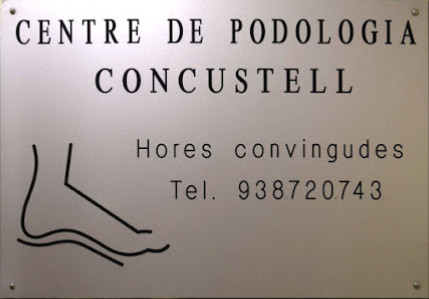 CENTRE DE PODOLOGIA
CONCUSTELL
Hores convingudes
Tel. 938720743